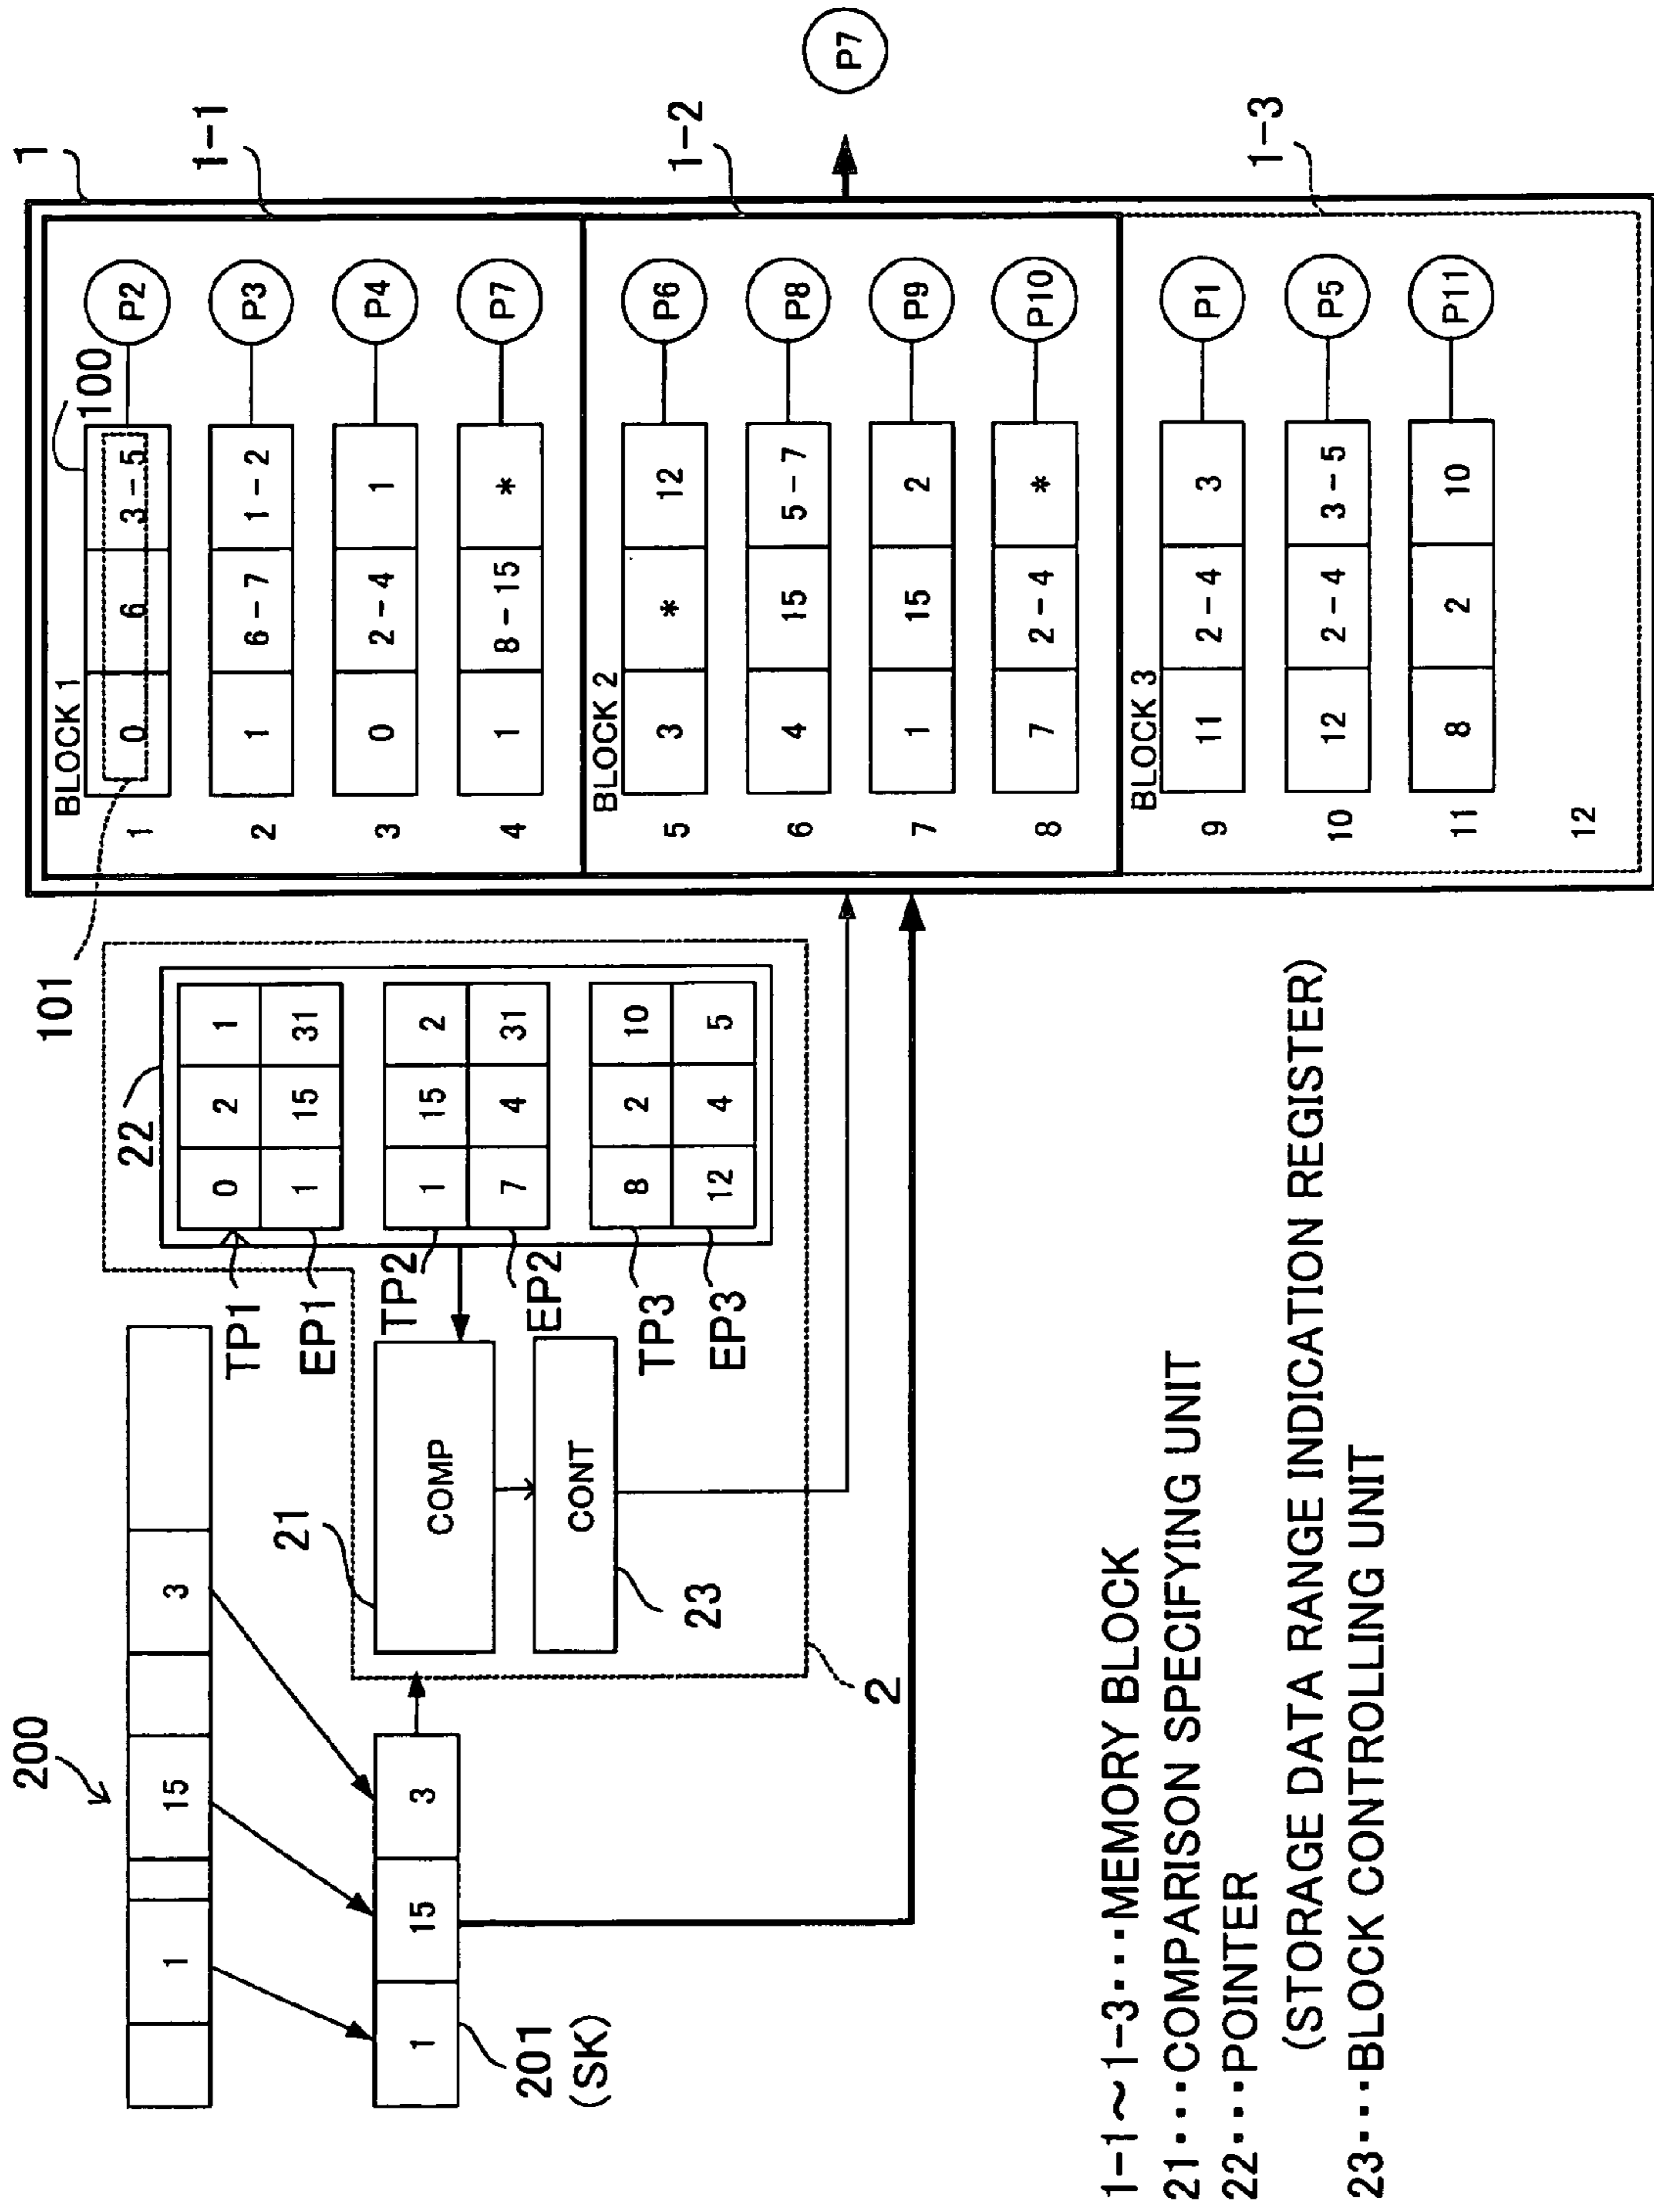 200
1 15 3
1 15 3
201
(SK)
21
COMP
CONT
23
2
22
TP1 0 2 1
EP1 1 15 31
TP2 1 15 2
EP2 7 4 31
TP3 8 2 10
EP3 12 4 5
101
100
1
1-1
BLOCK 1
1 0 6 3-5 P2
2 1 6-7 1-2 P3
3 0 2-4 1 P4
4 1 8-15 * P7
1-2
BLOCK 2
5 3 * 12 P6
6 4 15 5-7 P8
7 1 15 2 P9
8 7 2-4 * P10
1-3
BLOCK 3
9 11 2-4 3 P1
10 12 2-4 3-5 P5
11 8 2 10 P11
12
P7
1-1~1-3···MEMORY BLOCK
21···COMPARISON SPECIFYING UNIT
22···POINTER
(STORAGE DATA RANGE INDICATION REGISTER)
23···BLOCK CONTROLLING UNIT